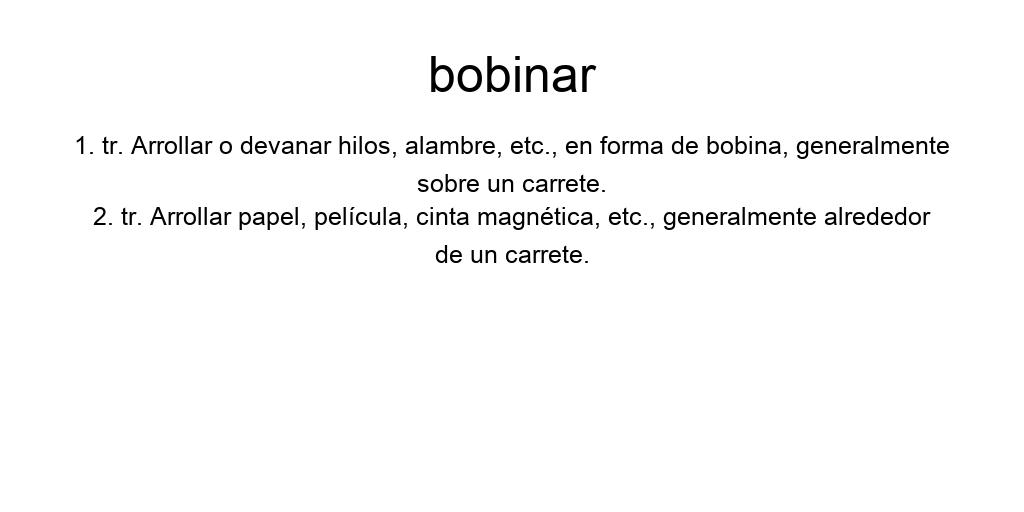 bobinar
1. tr. Arrollar o devanar hilos, alambre, etc., en forma de bobina, generalmente
sobre un carrete.
2. tr. Arrollar papel, película, cinta magnética, etc., generalmente alrededor
de un carrete.